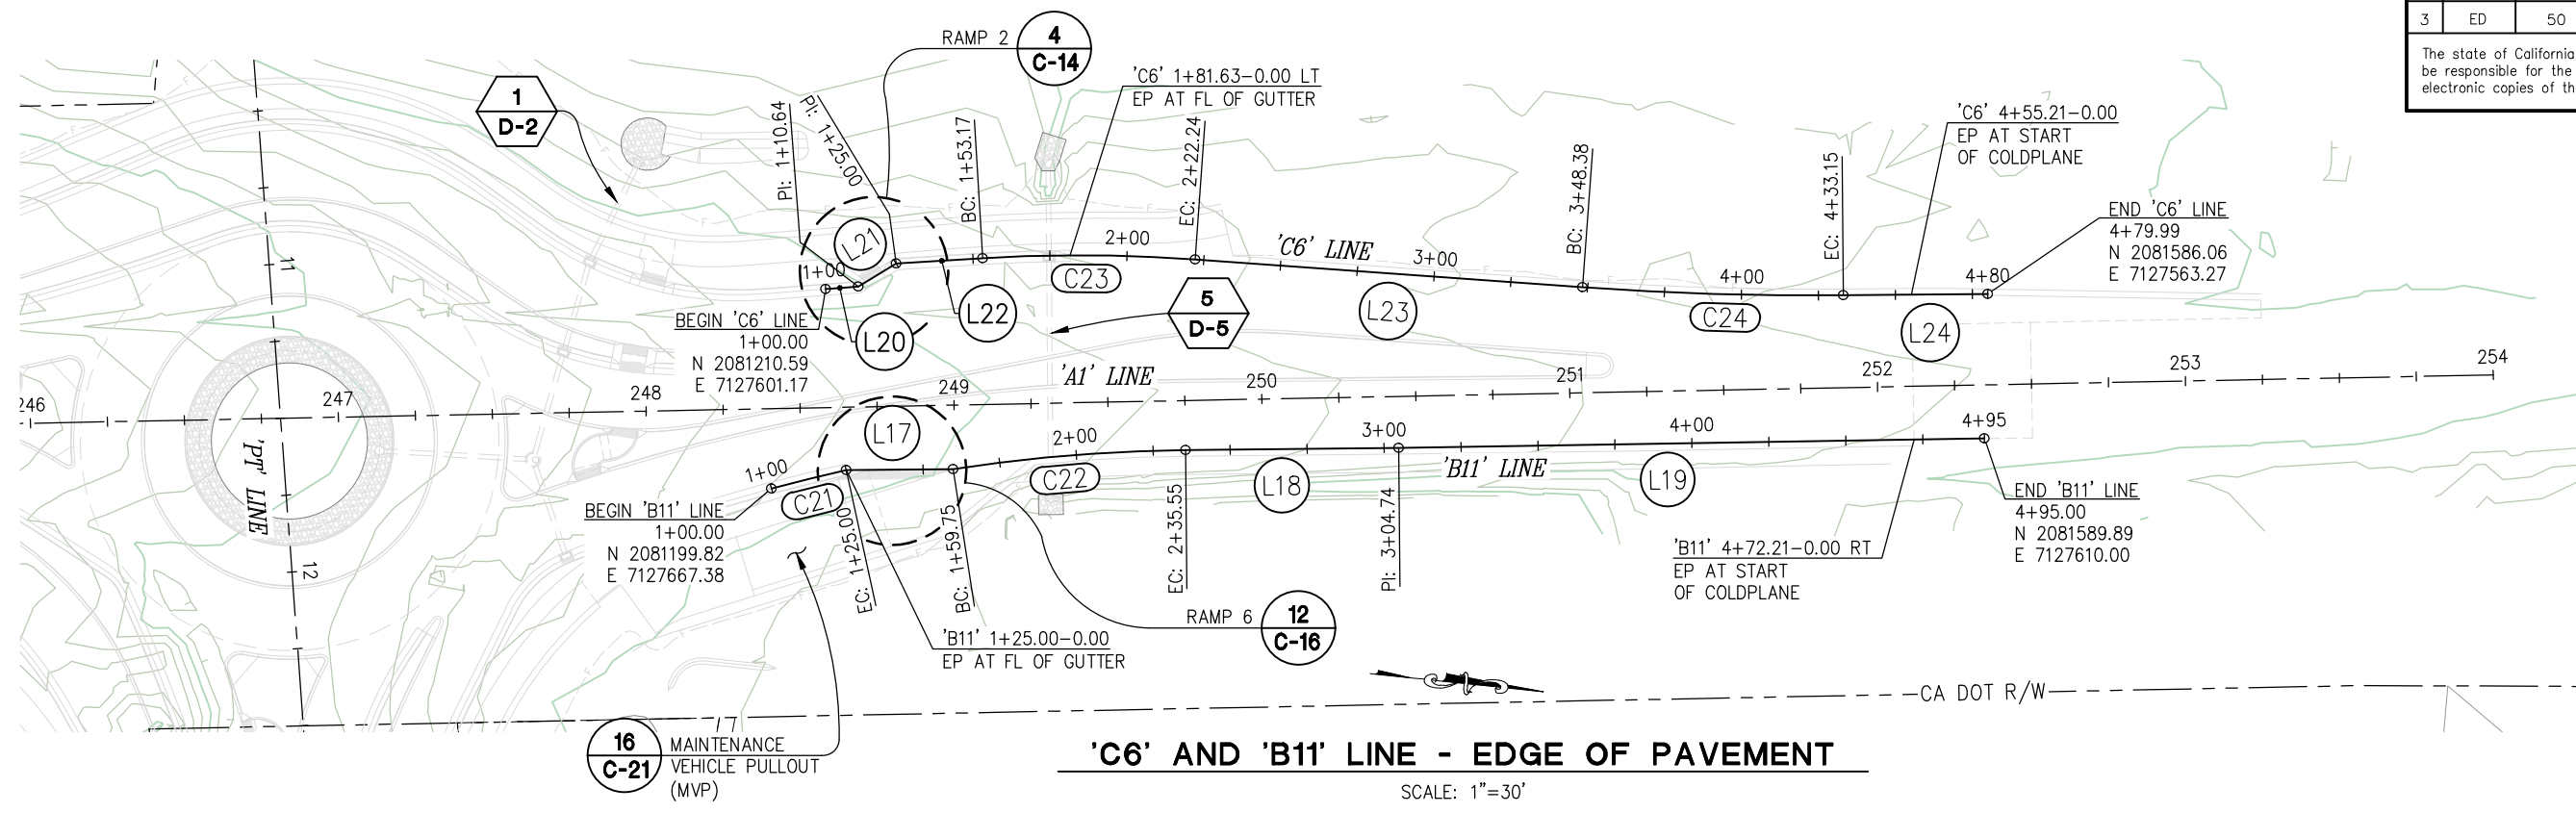 3 ED 50
The state of California
be responsible for the
electronic copies of th
RAMP 2
4
C-14
1
D-2
PI: 1+10.64
PI: 1+25.00
BC: 1+53.17
'C6' 1+81.63-0.00 LT
EP AT FL OF GUTTER
EC: 2+22.24
'C6' LINE
BC: 3+48.38
EC: 4+33.15
'C6' 4+55.21-0.00
EP AT START
OF COLDPLANE
END 'C6' LINE
4+79.99
N 2081586.06
E 7127563.27
1+00
2+00
3+00
4+00
4+80
L21
L20
L22
C23
L23
C24
L24
5
D-5
BEGIN 'C6' LINE
1+00.00
N 2081210.59
E 7127601.17
11
12
'PT' LINE
246
247
248
249
250
251
252
253
254
'A1' LINE
L17
1+00
2+00
3+00
4+00
4+95
C21
C22
L18
L19
'B11' LINE
BEGIN 'B11' LINE
1+00.00
N 2081199.82
E 7127667.38
EC: 1+25.00
BC: 1+59.75
EC: 2+35.55
PI: 3+04.74
'B11' 4+72.21-0.00 RT
EP AT START
OF COLDPLANE
END 'B11' LINE
4+95.00
N 2081589.89
E 7127610.00
'B11' 1+25.00-0.00
EP AT FL OF GUTTER
RAMP 6
12
C-16
CA DOT R/W
16
C-21
MAINTENANCE
VEHICLE PULLOUT
(MVP)
'C6' AND 'B11' LINE - EDGE OF PAVEMENT
SCALE: 1"=30'